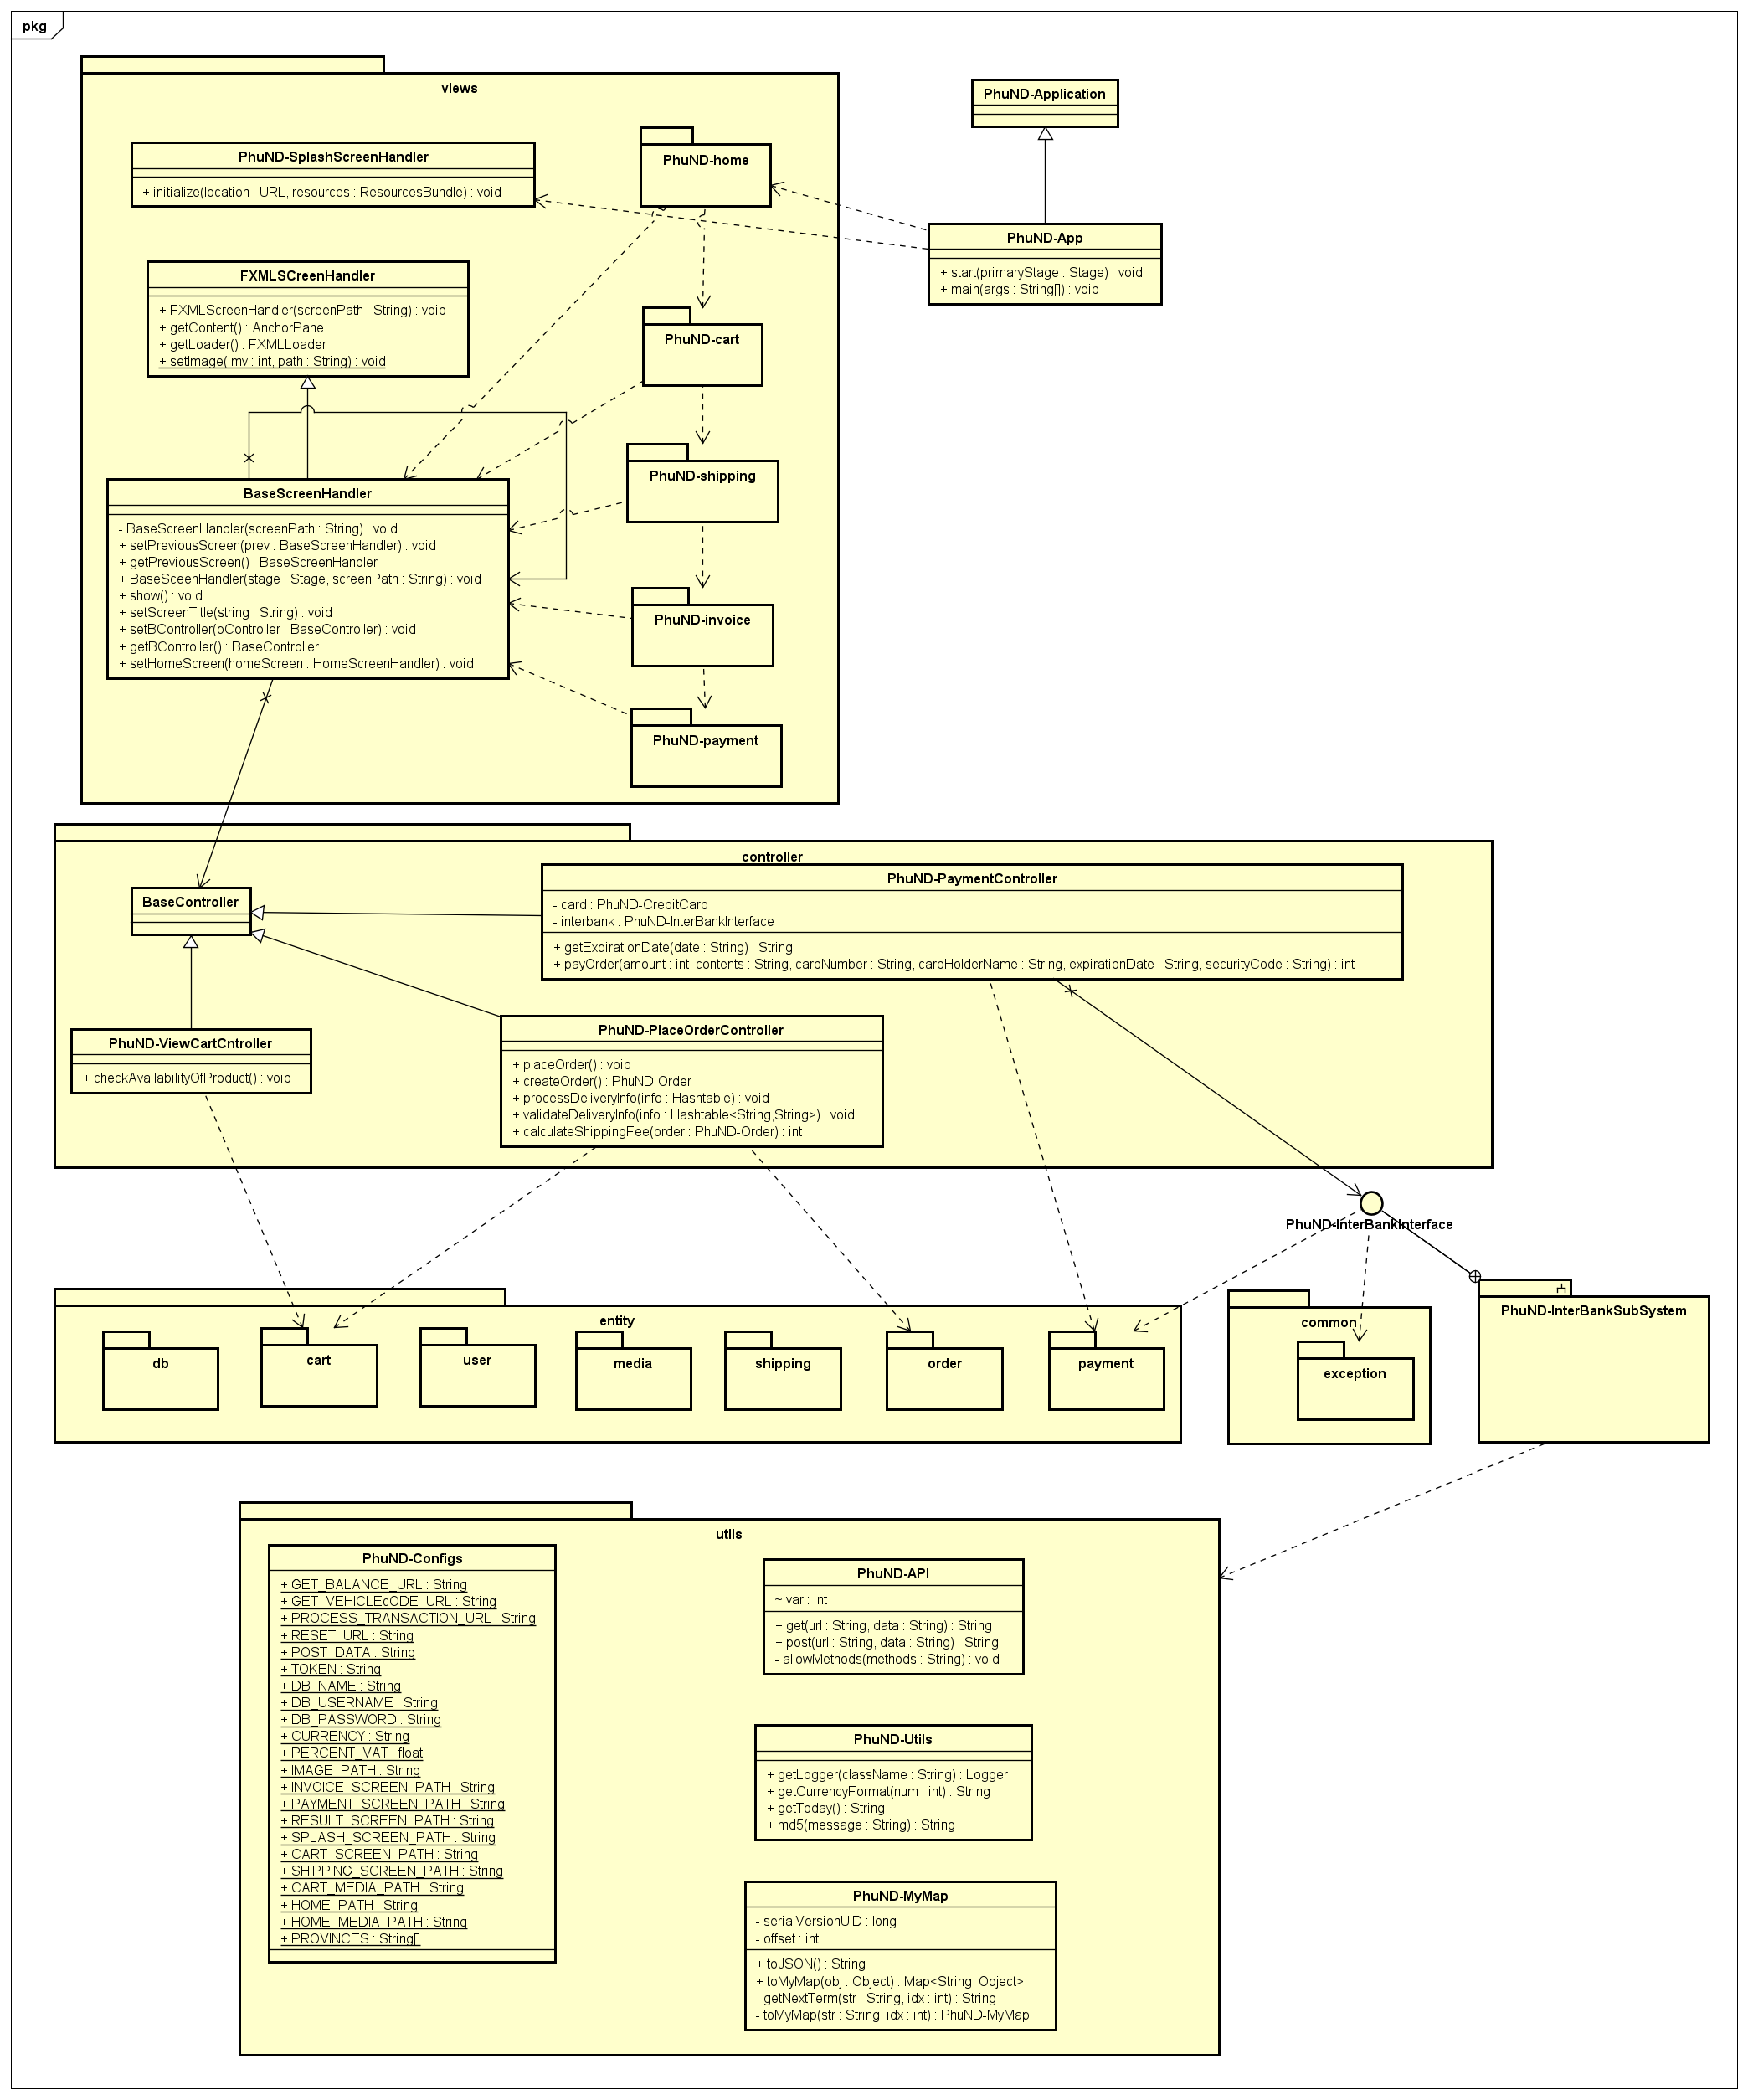 pkg
views
PhuND-SplashScreenHandler
+ initialize(location : URL, resources : ResourcesBundle) : void
PhuND-home
PhuND-Application
PhuND-App
+ start(primaryStage : Stage) : void
+ main(args : String[]) : void
FXMLSCreenHandler
+ FXMLScreenHandler(screenPath : String) : void
+ getContent() : AnchorPane
+ getLoader() : FXMLLoader
+ setImage(imv : int, path : String) : void
PhuND-cart
PhuND-shipping
BaseScreenHandler
- BaseScreenHandler(screenPath : String) : void
+ setPreviousScreen(prev : BaseScreenHandler) : void
+ getPreviousScreen() : BaseScreenHandler
+ BaseSceenHandler(stage : Stage, screenPath : String) : void
+ show() : void
+ setScreenTitle(string : String) : void
+ setBController(bController : BaseController) : void
+ getBController() : BaseController
+ setHomeScreen(homeScreen : HomeScreenHandler) : void
PhuND-invoice
PhuND-payment
controller
BaseController
PhuND-PaymentController
- card : PhuND-CreditCard
- interbank : PhuND-InterBankInterface
+ getExpirationDate(date : String) : String
+ payOrder(amount : int, contents : String, cardNumber : String, cardHolderName : String, expirationDate : String, securityCode : String) : int
PhuND-ViewCartCntroller
+ checkAvailabilityOfProduct() : void
PhuND-PlaceOrderController
+ placeOrder() : void
+ createOrder() : PhuND-Order
+ processDeliveryInfo(info : Hashtable) : void
+ validateDeliveryInfo(info : Hashtable<String,String>) : void
+ calculateShippingFee(order : PhuND-Order) : int
PhuND-InterBankInterface
entity
db
cart
user
media
shipping
order
payment
common
exception
PhuND-InterBankSubSystem
utils
PhuND-Configs
+ GET_BALANCE_URL : String
+ GET_VEHICLEcODE_URL : String
+ PROCESS_TRANSACTION_URL : String
+ RESET_URL : String
+ POST_DATA : String
+ TOKEN : String
+ DB_NAME : String
+ DB_USERNAME : String
+ DB_PASSWORD : String
+ CURRENCY : String
+ PERCENT_VAT : float
+ IMAGE_PATH : String
+ INVOICE_SCREEN_PATH : String
+ PAYMENT_SCREEN_PATH : String
+ RESULT_SCREEN_PATH : String
+ SPLASH_SCREEN_PATH : String
+ CART_SCREEN_PATH : String
+ SHIPPING_SCREEN_PATH : String
+ CART_MEDIA_PATH : String
+ HOME_PATH : String
+ HOME_MEDIA_PATH : String
+ PROVINCES : String[]
PhuND-API
~ var : int
+ get(url : String, data : String) : String
+ post(url : String, data : String) : String
- allowMethods(methods : String) : void
PhuND-Utils
+ getLogger(className : String) : Logger
+ getCurrencyFormat(num : int) : String
+ getToday() : String
+ md5(message : String) : String
PhuND-MyMap
- serialVersionUID : long
- offset : int
+ toJSON() : String
+ toMyMap(obj : Object) : Map<String, Object>
- getNextTerm(str : String, idx : int) : String
- toMyMap(str : String, idx : int) : PhuND-MyMap